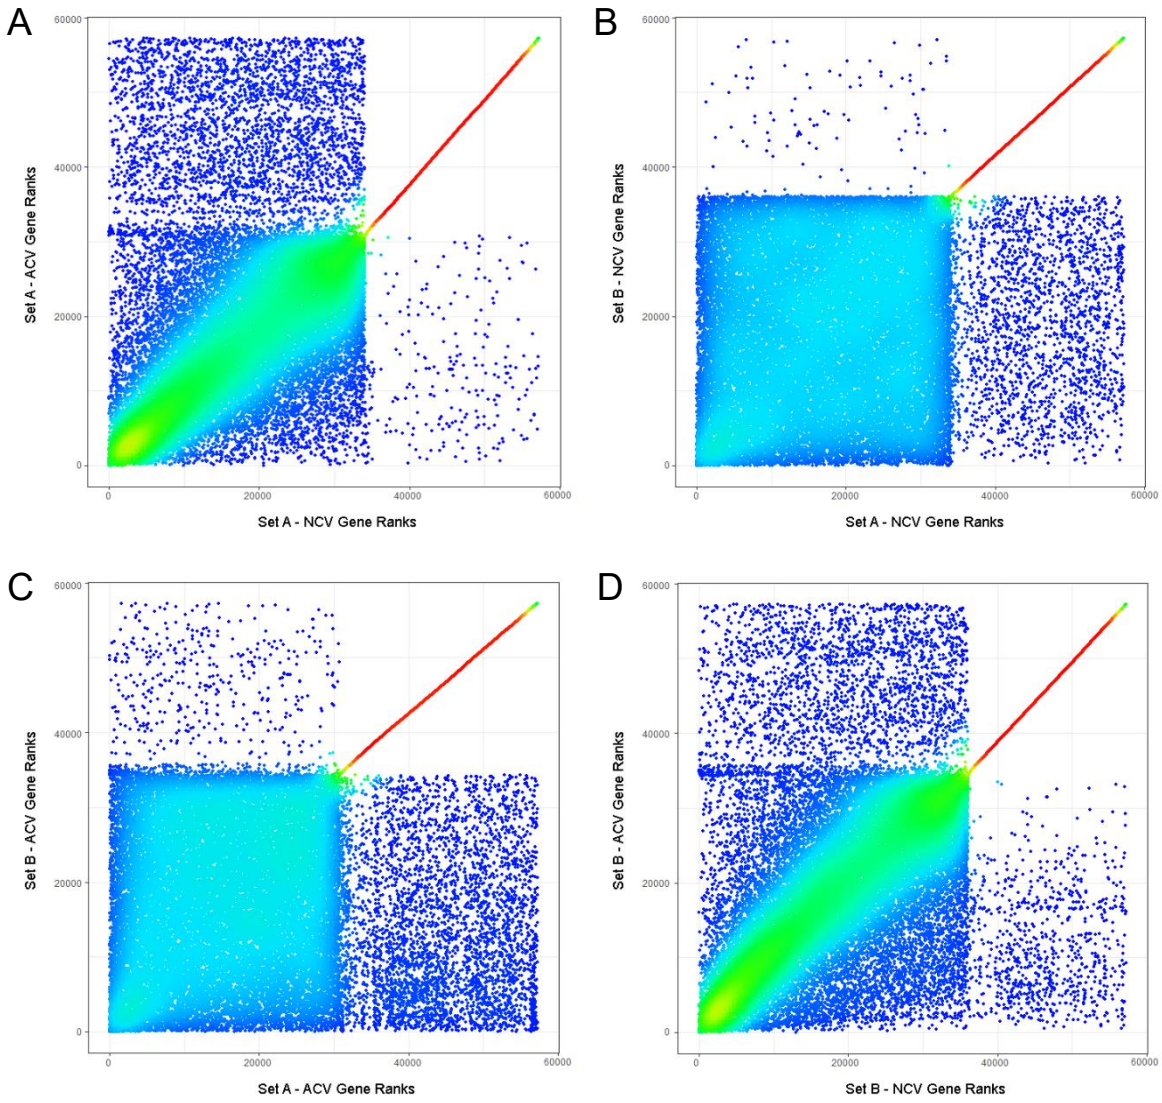 A
60000
40000
20000
0
Set A - ACV Gene Ranks
0
20000
40000
60000
Set A - NCV Gene Ranks
B
60000
40000
20000
0
Set B - NCV Gene Ranks
0
20000
40000
60000
Set A - NCV Gene Ranks
C
60000
40000
20000
0
Set B - ACV Gene Ranks
0
20000
40000
60000
Set A - ACV Gene Ranks
D
60000
40000
20000
0
Set B - ACV Gene Ranks
0
20000
40000
60000
Set B - NCV Gene Ranks